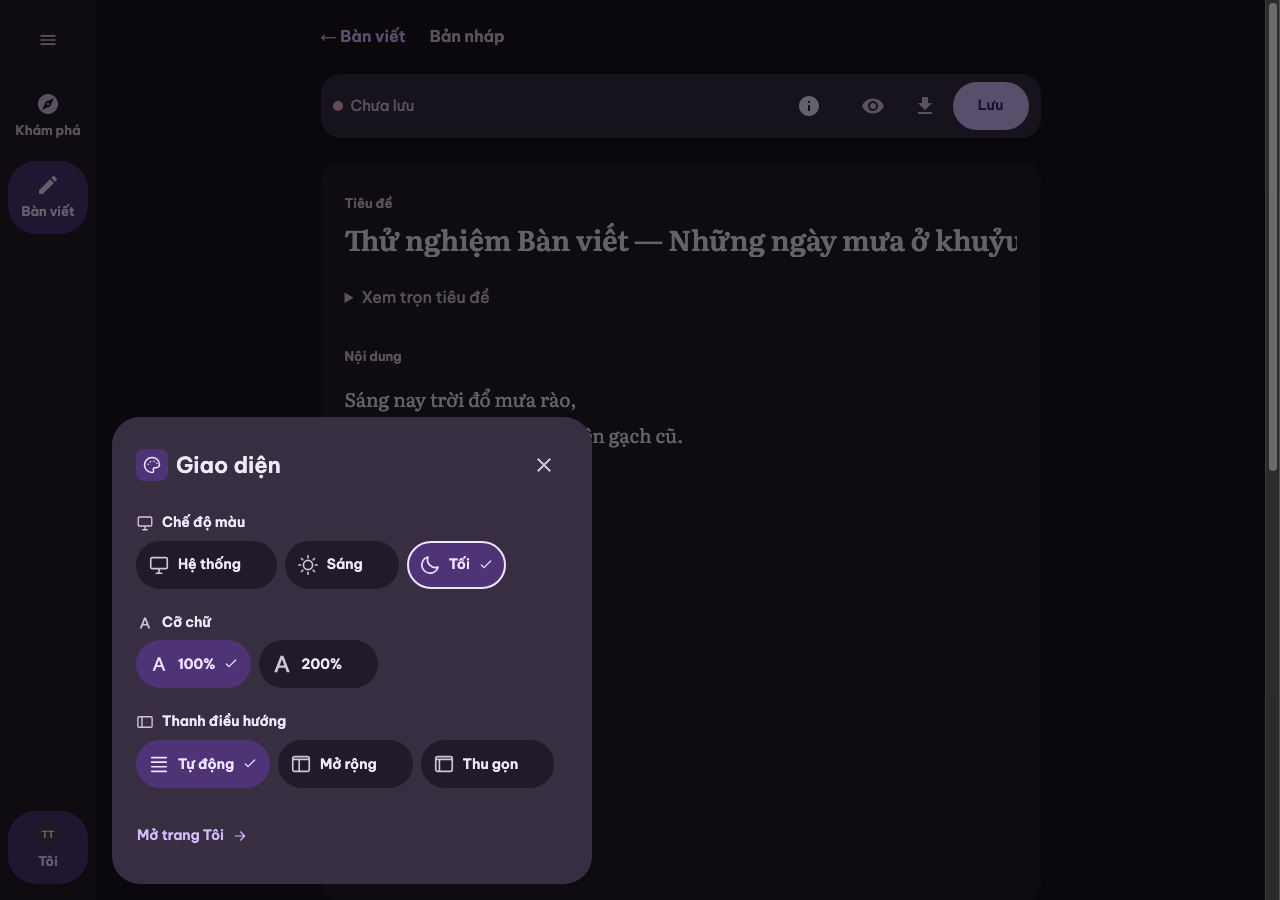 ← Bàn viết Bản nháp
Khám phá
Bàn viết
Chưa lưu
Lưu
Tiêu đề
Thử nghiệm Bàn viết — Những ngày mưa ở khuỷu
Xem trọn tiêu đề
Nội dung
Sáng nay trời đổ mưa rào,
gạch cũ.
Giao diện
Chế độ màu
Hệ thống Sáng Tối
A Cỡ chữ
A 100% A 200%
Thanh điều hướng
Tự động Mở rộng Thu gọn
Mở trang Tôi →
TT
Tôi